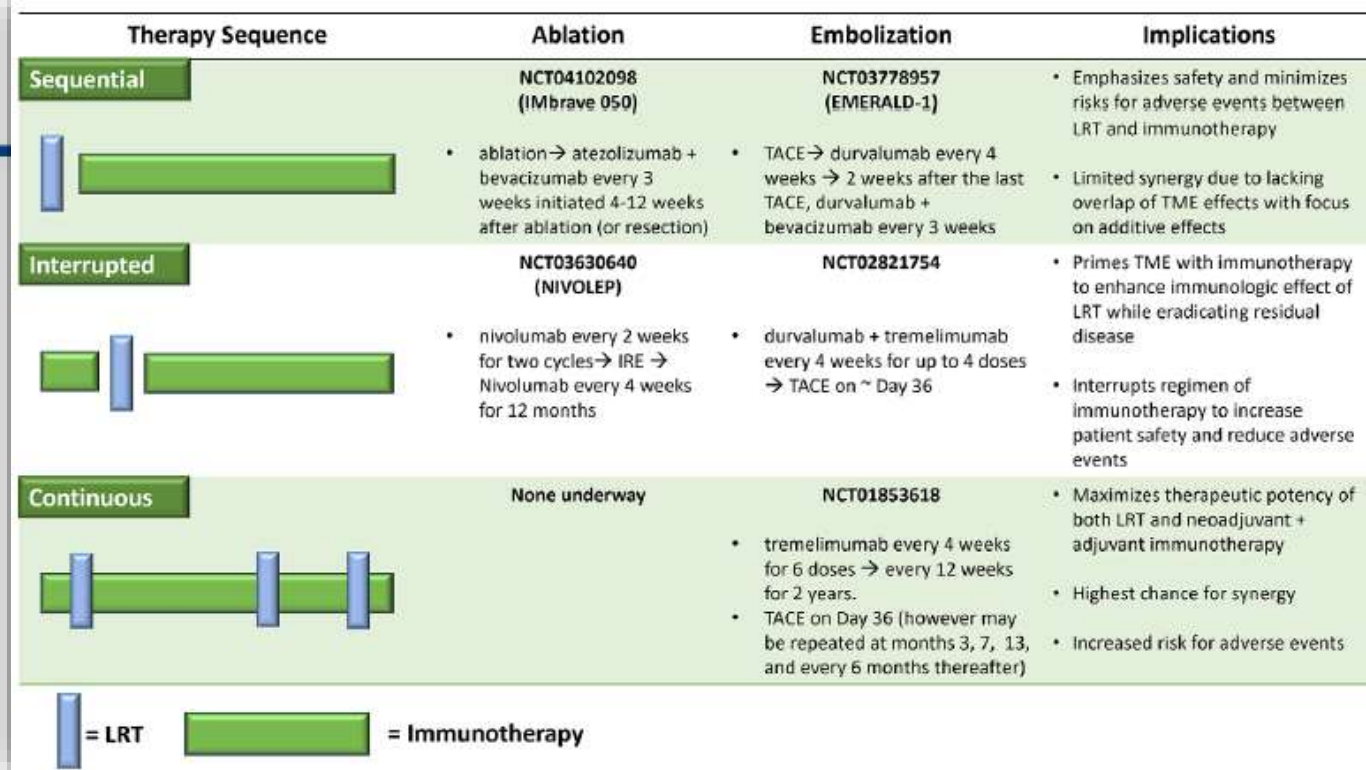 Therapy Sequence
Ablation
Embolization
Implications
Sequential
NCT04102098
(IMbrave 050)
• ablation→ atezolizumab +
bevacizumab every 3
weeks initiated 4-12 weeks
after ablation (or resection)
NCT03778957
(EMERALD-1)
• TACE→ durvalumab every 4
weeks → 2 weeks after the last
TACE, durvalumab +
bevacizumab every 3 weeks
• Emphasizes safety and minimizes
risks for adverse events between
LRT and immunotherapy
• Limited synergy due to lacking
overlap of TME effects with focus
on additive effects
Interrupted
NCT03630640
(NIVOLEP)
• nivolumab every 2 weeks
for two cycles→ IRE →
Nivolumab every 4 weeks
for 12 months
NCT02821754
• durvalumab + tremelimumab
every 4 weeks for up to 4 doses
→ TACE on ~ Day 36
• Primes TME with immunotherapy
to enhance immunologic effect of
LRT while eradicating residual
disease
• Interrupts regimen of
immunotherapy to increase
patient safety and reduce adverse
events
Continuous
None underway
NCT01853618
• tremelimumab every 4 weeks
for 6 doses → every 12 weeks
for 2 years.
• TACE on Day 36 (however may
be repeated at months 3, 7, 13,
and every 6 months thereafter)
• Maximizes therapeutic potency of
both LRT and neoadjuvant +
adjuvant immunotherapy
• Highest chance for synergy
• Increased risk for adverse events
= LRT
= Immunotherapy